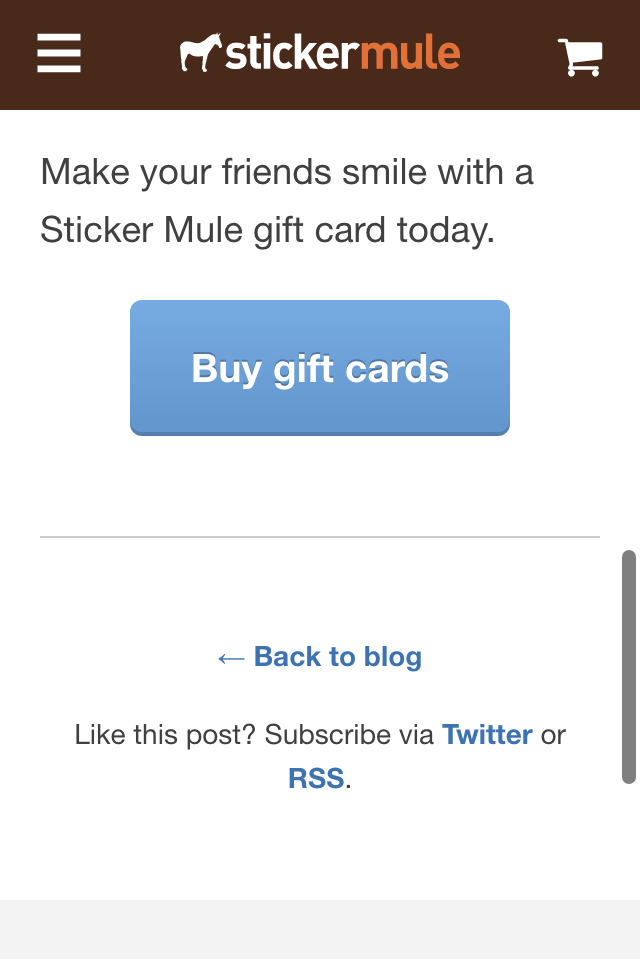 stickermule
Make your friends smile with a
Sticker Mule gift card today.
Buy gift cards
← Back to blog
Like this post? Subscribe via Twitter or
RSS.